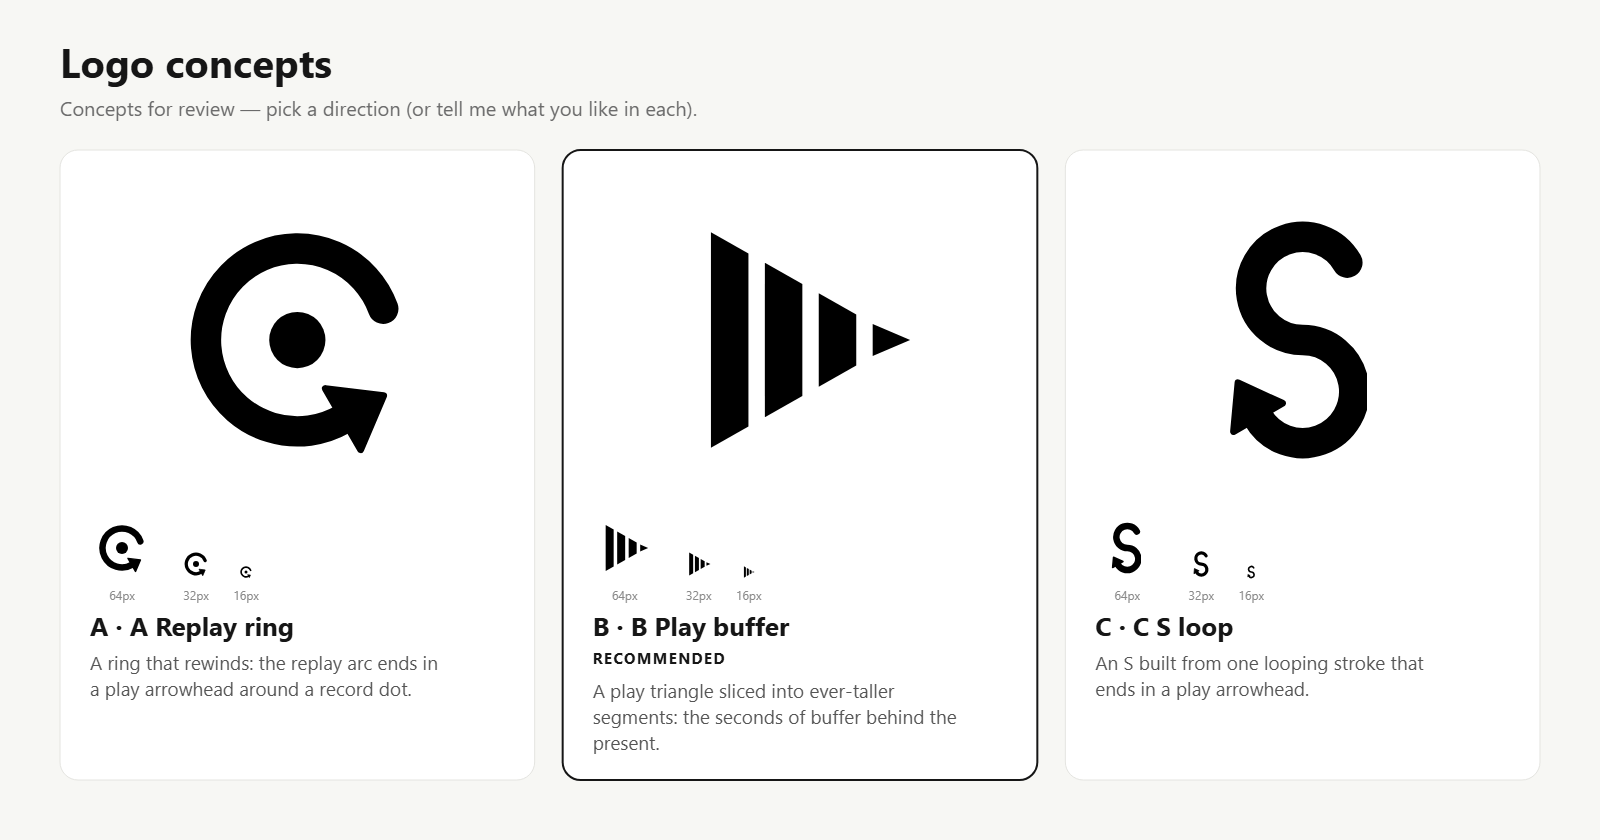 Logo concepts
Concepts for review — pick a direction (or tell me what you like in each).
64px 32px 16px
A · A Replay ring
A ring that rewinds: the replay arc ends in
a play arrowhead around a record dot.
64px 32px 16px
B · B Play buffer
RECOMMENDED
A play triangle sliced into ever-taller
segments: the seconds of buffer behind the
present.
64px 32px 16px
C · C S loop
An S built from one looping stroke that
ends in a play arrowhead.